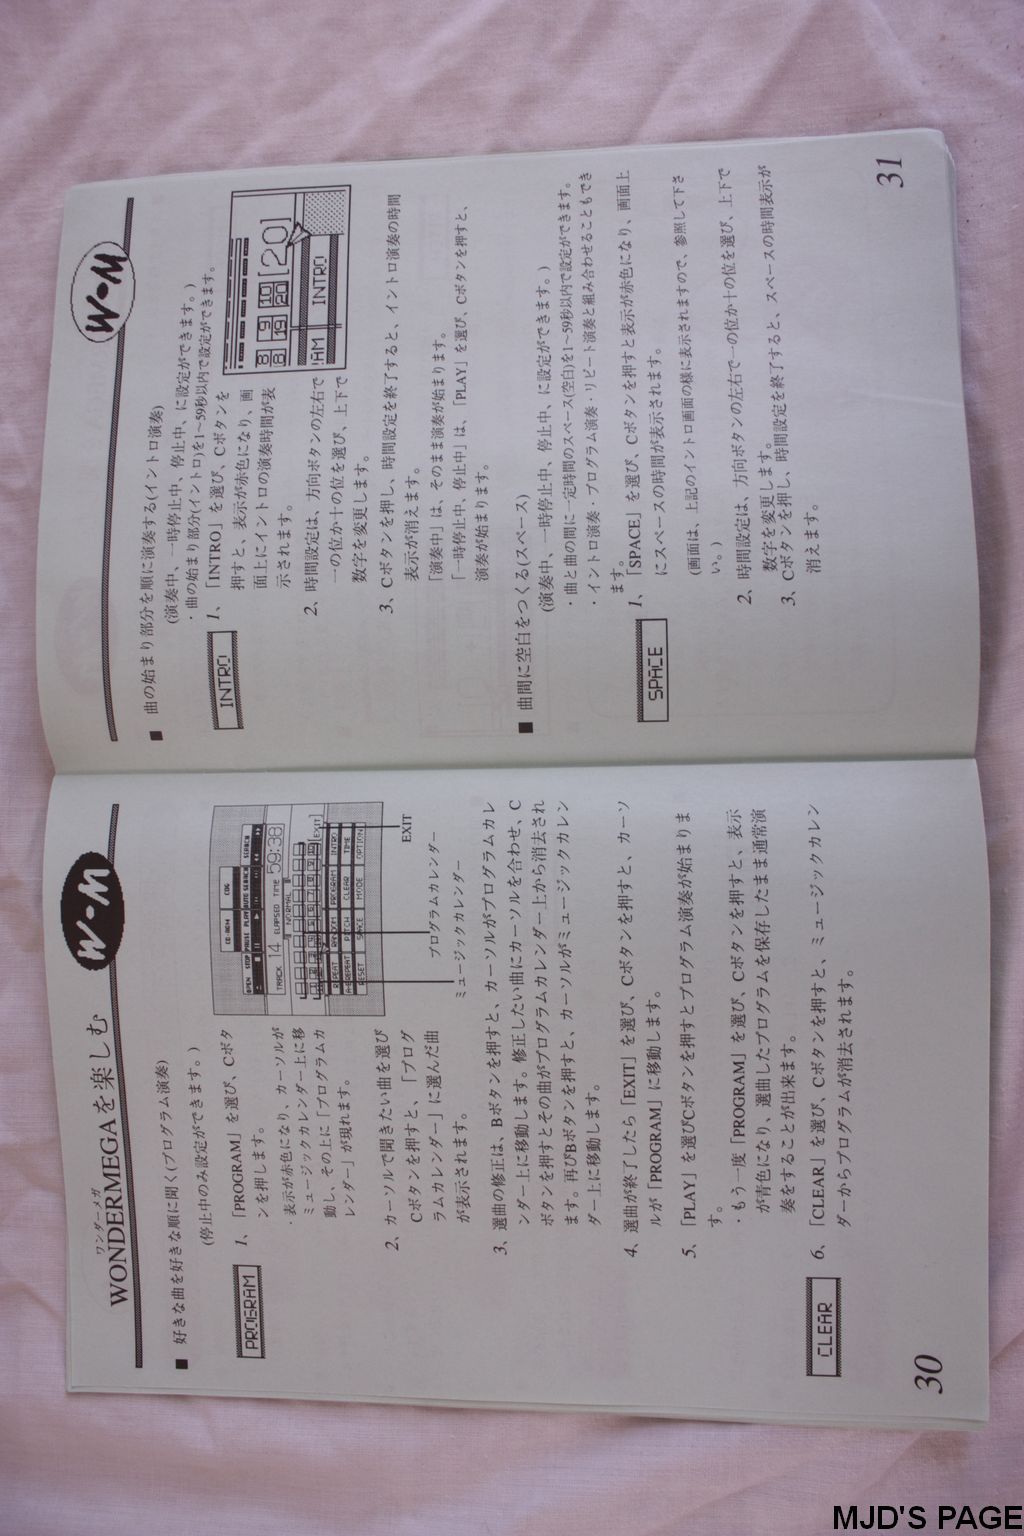 ワンダーメガ
WONDERMEGAを楽しむ
W•M
■ 好きな曲を好きな順に聞く(プログラム演奏)
(停止中のみ設定ができます。)
PROGRAM
1、「PROGRAM」を選び、Cボタ
ンを押します。
・表示が赤色になり、カーソルが
ミュージックカレンダー上に移
動し、その上に「プログラムカ
レンダー」が現れます。
2、カーソルで聞きたい曲を選び
Cボタンを押すと、「プログ
ラムカレンダー」に選んだ曲
が表示されます。
CD-ROM CDG
OPEN STOP PAUSE PLAY AUTO SEARCH SEARCH
TRACK 14 ELAPSED TIME 59:38
NORMAL
EXIT
REPEAT RANDOM PROGRAM INTRO
A-B REPEAT PITCH CLEAR TIME
RESET SPACE MODE OPTION
EXIT
プログラムカレンダー
ミュージックカレンダー
3、選曲の修正は、Bボタンを押すと、カーソルがプログラムカレ
ンダー上に移動します。修正したい曲にカーソルを合わせ、C
ボタンを押すとその曲がプログラムカレンダー上から消去され
ます。再びBボタンを押すと、カーソルがミュージックカレン
ダー上に移動します。
4、選曲が終了したら「EXIT」を選び、Cボタンを押すと、カーソ
ルが「PROGRAM」に移動します。
5、「PLAY」を選びCボタンを押すとプログラム演奏が始まりま
す。
・もう一度「PROGRAM」を選び、Cボタンを押すと、表示
が青色になり、選曲したプログラムを保存したまま通常演
奏をすることが出来ます。
CLEAR
6、「CLEAR」を選び、Cボタンを押すと、ミュージックカレン
ダーからプログラムが消去されます。
30
W•M
■ 曲の始まり部分を順に演奏する(イントロ演奏)
(演奏中、一時停止中、停止中、に設定ができます。)
・曲の始まり部分(イントロ)を1~59秒以内で設定ができます。
INTRO
1、「INTRO」を選び、Cボタンを
押すと、表示が赤色になり、画
面上にイントロの演奏時間が表
示されます。
8 9 10
18 19 20 [20]
AM INTRO
2、時間設定は、方向ボタンの左右で
一の位か十の位を選び、上下で
数字を変更します。
3、Cボタンを押し、時間設定を終了すると、イントロ演奏の時間
表示が消えます。
「演奏中」は、そのまま演奏が始まります。
「一時停止中、停止中」は、「PLAY」を選び、Cボタンを押すと、
演奏が始まります。
■ 曲間に空白をつくる(スペース)
(演奏中、一時停止中、停止中、に設定ができます。)
・曲と曲の間に一定時間のスペース(空白)を1~59秒以内で設定ができます。
・イントロ演奏・プログラム演奏・リピート演奏と組み合わせることもでき
ます。
SPACE
1、「SPACE」を選び、Cボタンを押すと表示が赤色になり、画面上
にスペースの時間が表示されます。
(画面は、上記のイントロ画面の様に表示されますので、参照して下さ
い。)
2、時間設定は、方向ボタンの左右で一の位か十の位を選び、上下で
数字を変更します。
3、Cボタンを押し、時間設定を終了すると、スペースの時間表示が
消えます。
31
MJD'S PAGE